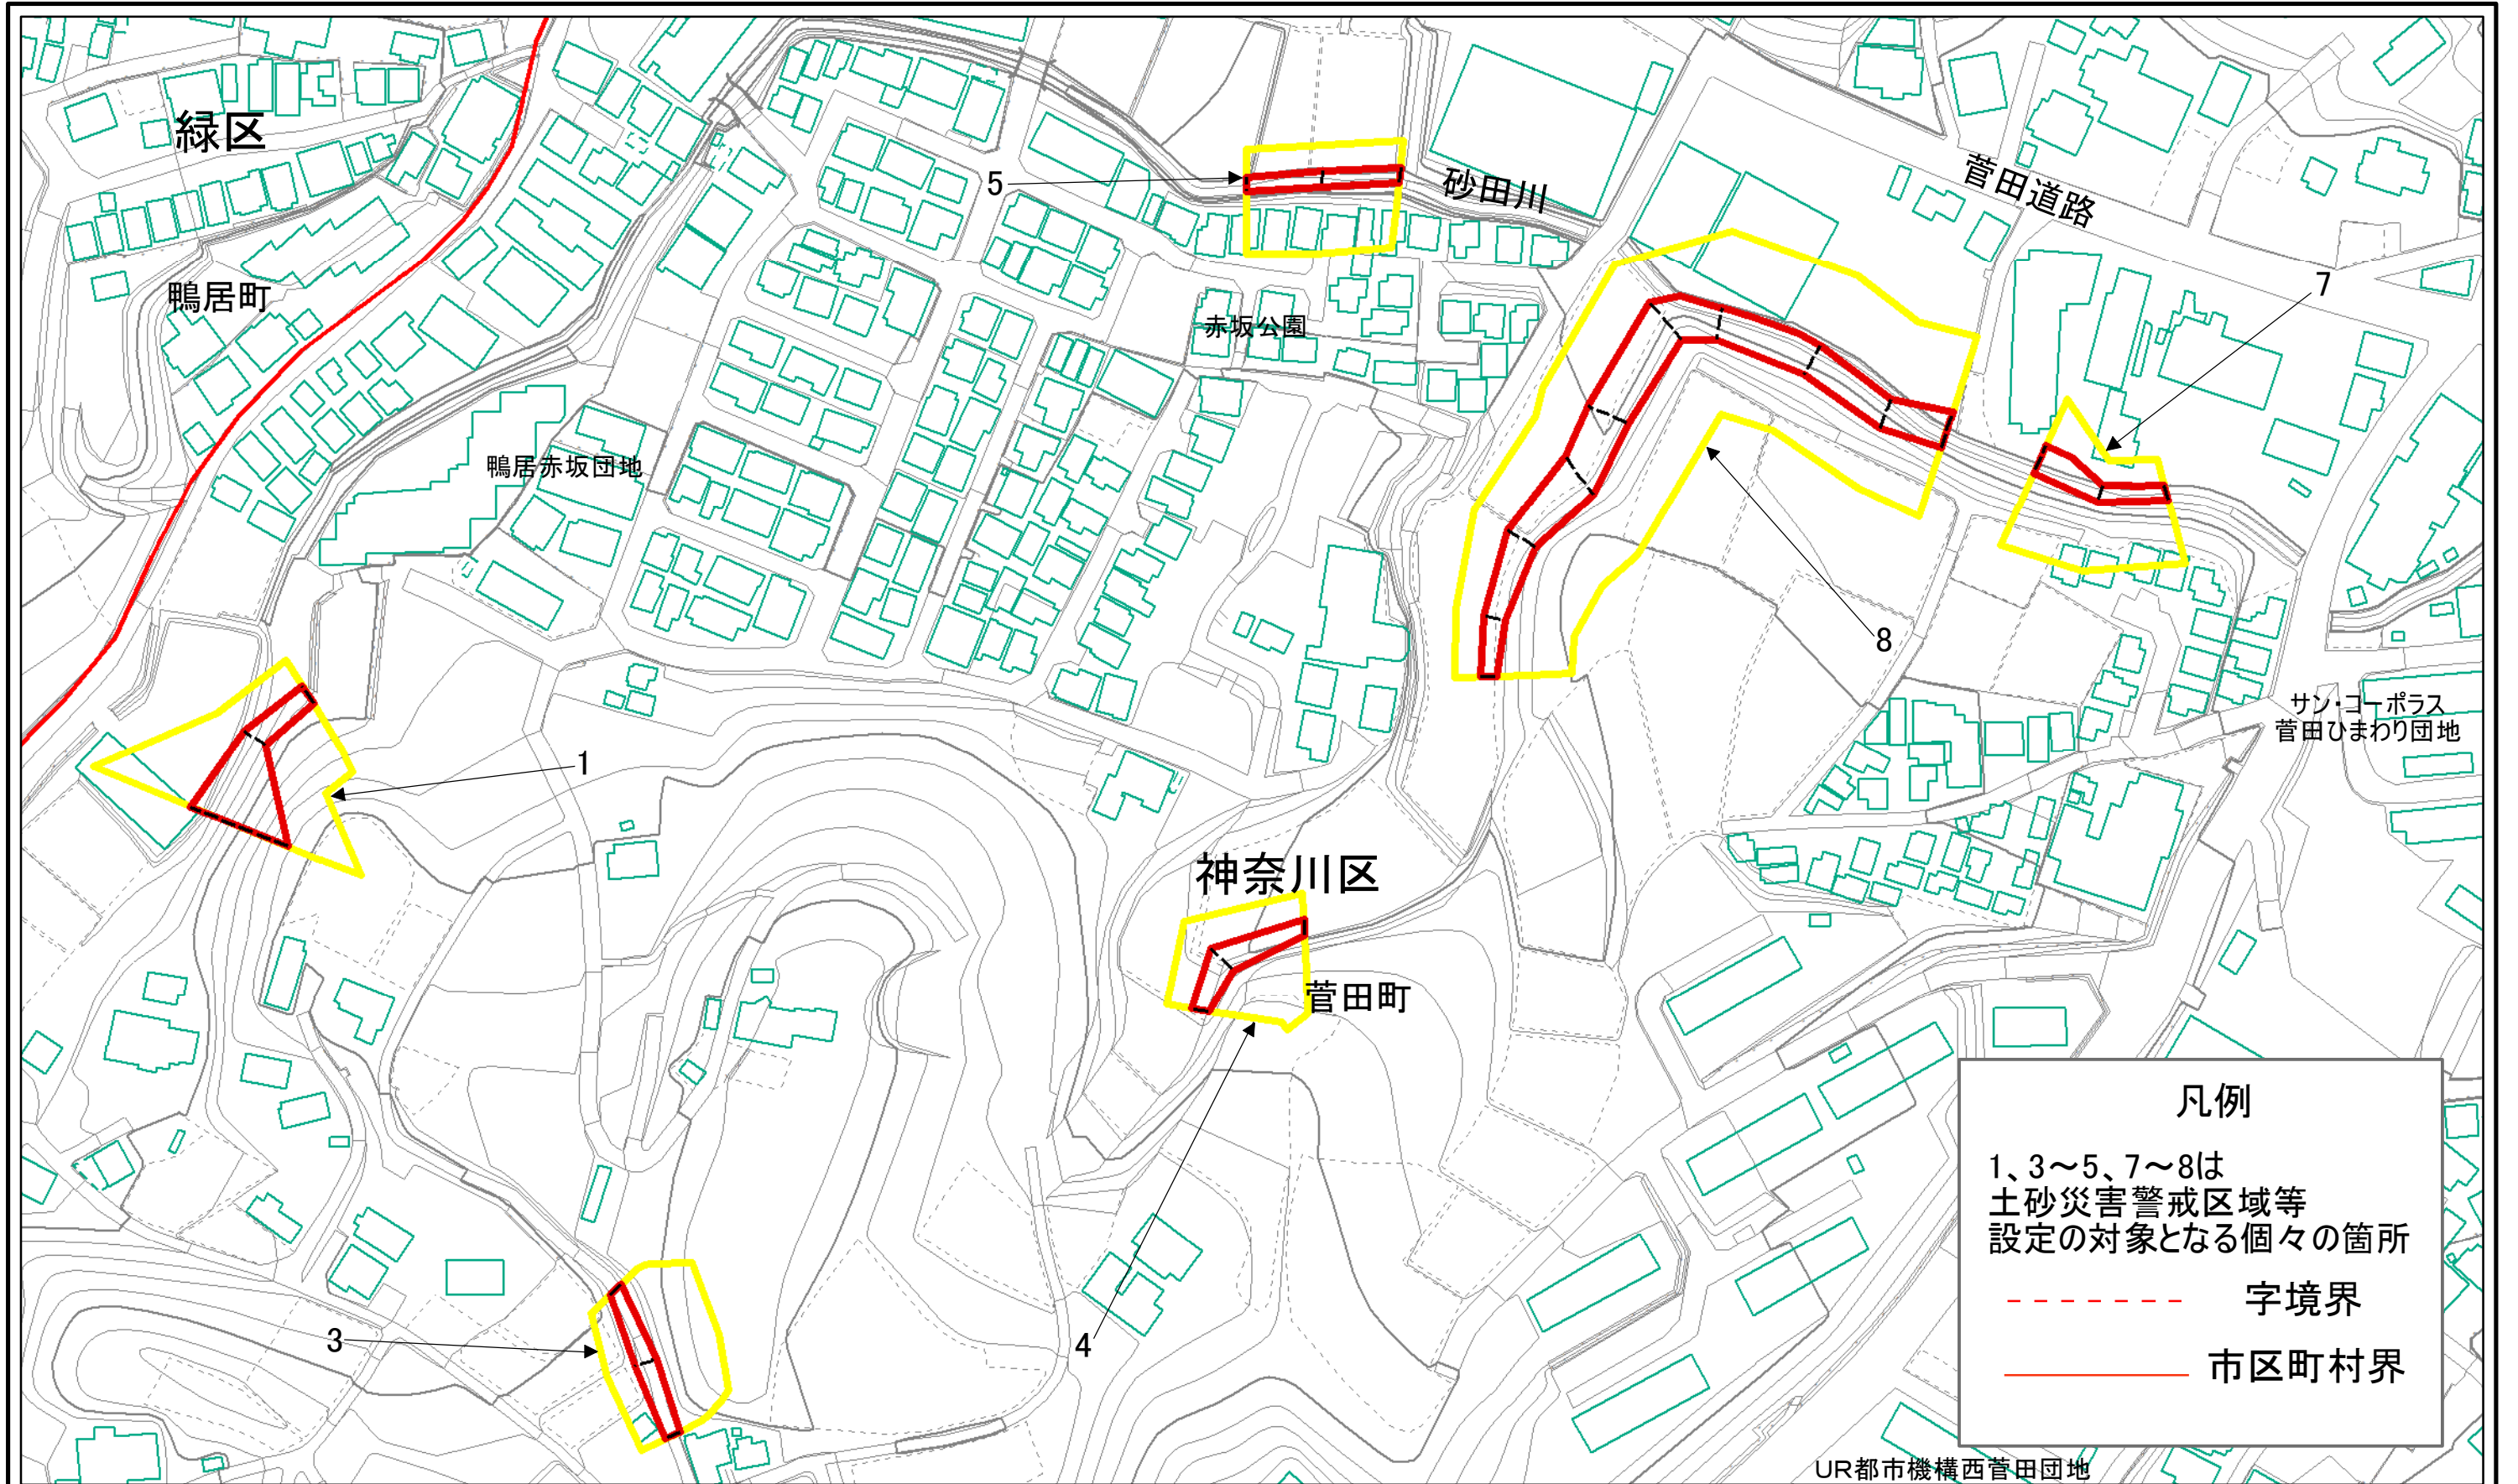 緑区
5
砂田川
菅田道路
7
鴨居町
赤坂公園
鴨居赤坂団地
8
サン・コーポラス
菅田ひまわり団地
1
神奈川区
菅田町
3
4
凡例
1、3～5、7～8は
土砂災害警戒区域等
設定の対象となる個々の箇所
字境界
市区町村界
UR都市機構西菅田団地